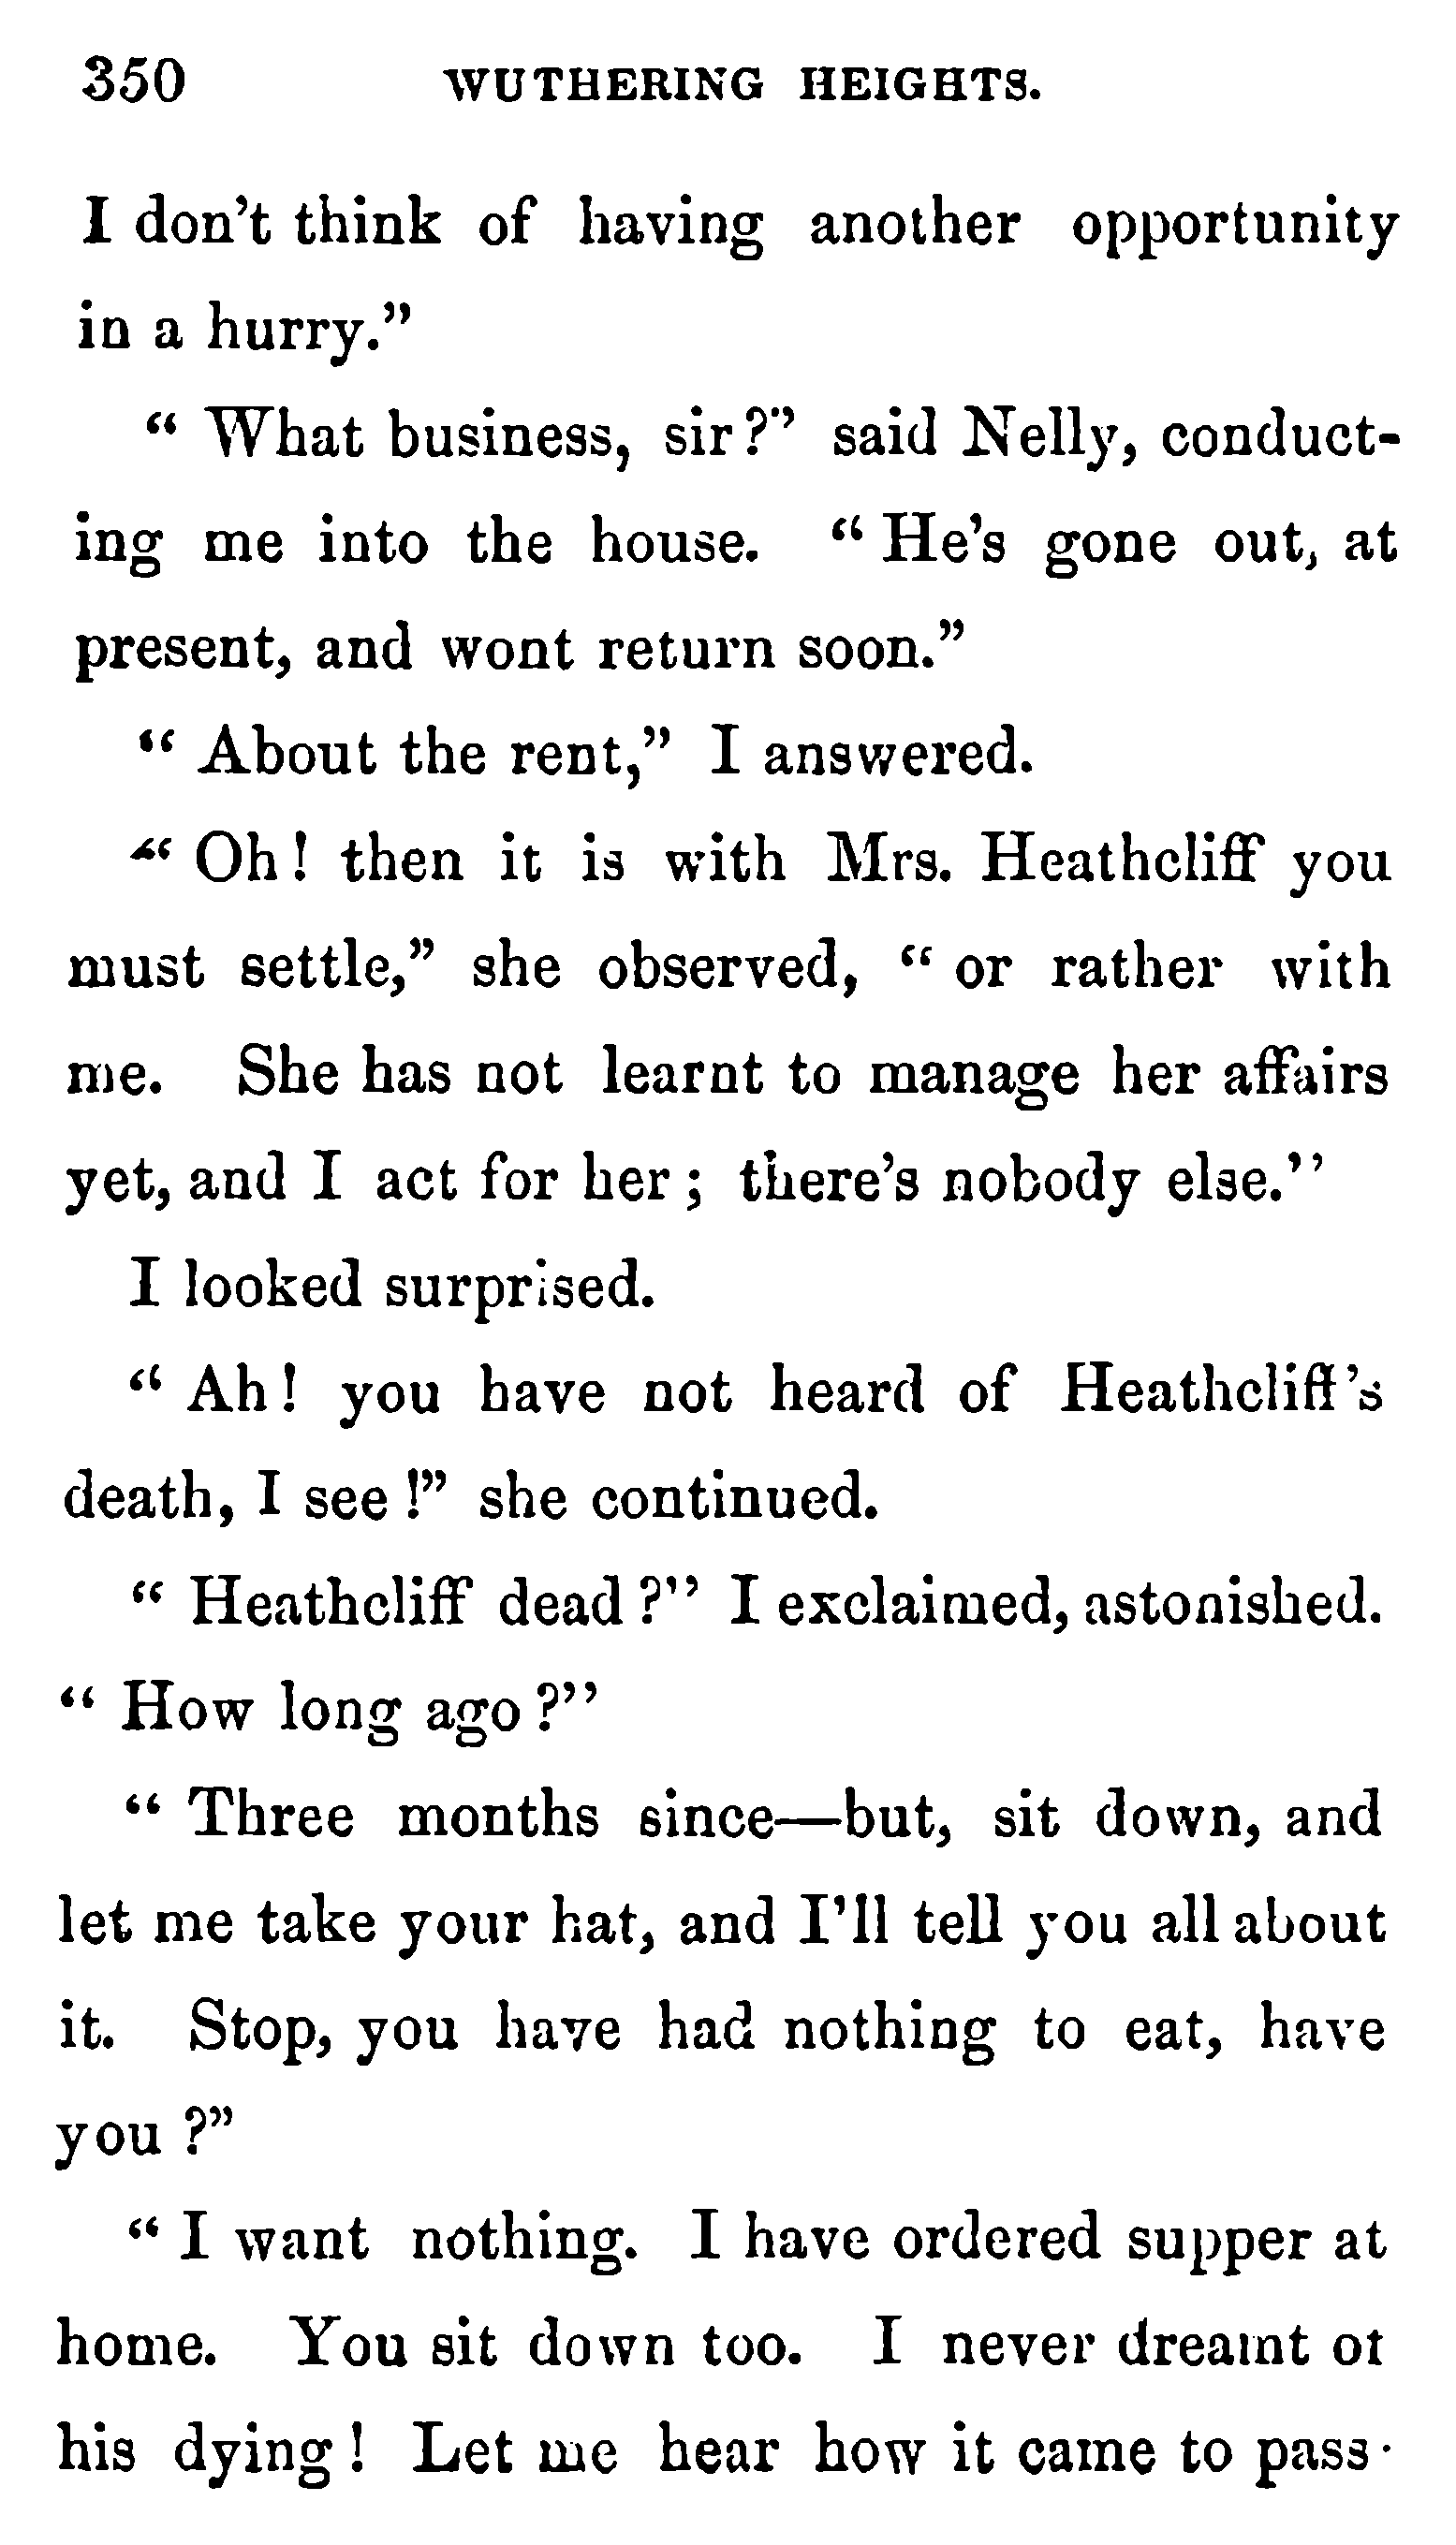 350 WUTHERING HEIGHTS.
I don't think of having another opportunity
in a hurry."
" What business, sir?" said Nelly, conduct-
ing me into the house. " He's gone out, at
present, and wont return soon."
" About the rent," I answered.
" Oh! then it is with Mrs. Heathcliff you
must settle," she observed, " or rather with
me. She has not learnt to manage her affairs
yet, and I act for her; there's nobody else."
I looked surprised.
" Ah! you have not heard of Heathcliff's
death, I see!" she continued.
" Heathcliff dead?" I exclaimed, astonished.
" How long ago?"
" Three months since—but, sit down, and
let me take your hat, and I'll tell you all about
it. Stop, you have had nothing to eat, have
you?"
" I want nothing. I have ordered supper at
home. You sit down too. I never dreamt of
his dying! Let me hear how it came to pass.